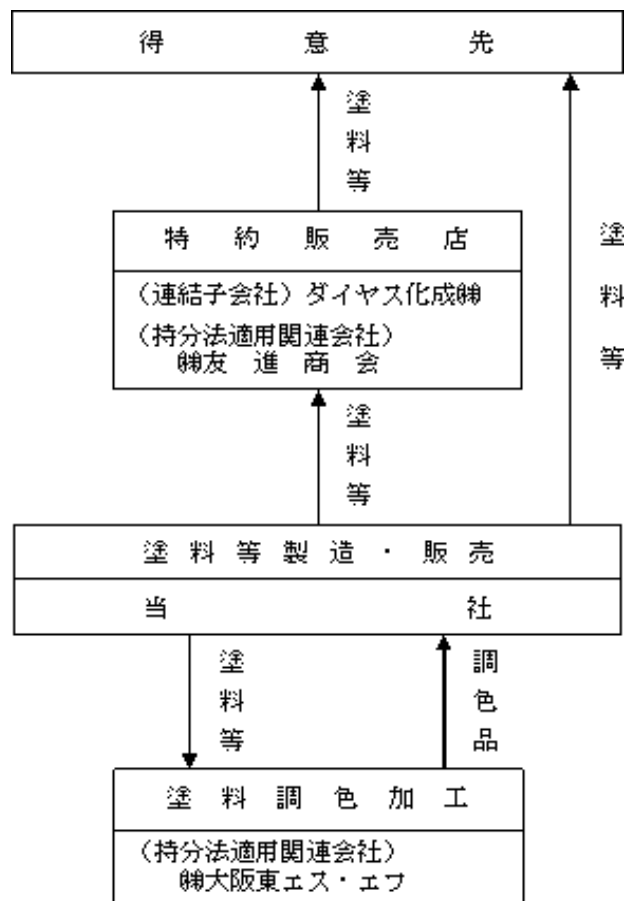 得意先
塗料等
特約販売店
(連結子会社)ダイヤス化成㈱
(持分法適用関連会社)
㈱友進商会
塗料等
塗料等
塗料等製造・販売
当社
塗料等
調色品
塗料調色加工
(持分法適用関連会社)
㈱大阪東エス・エフ